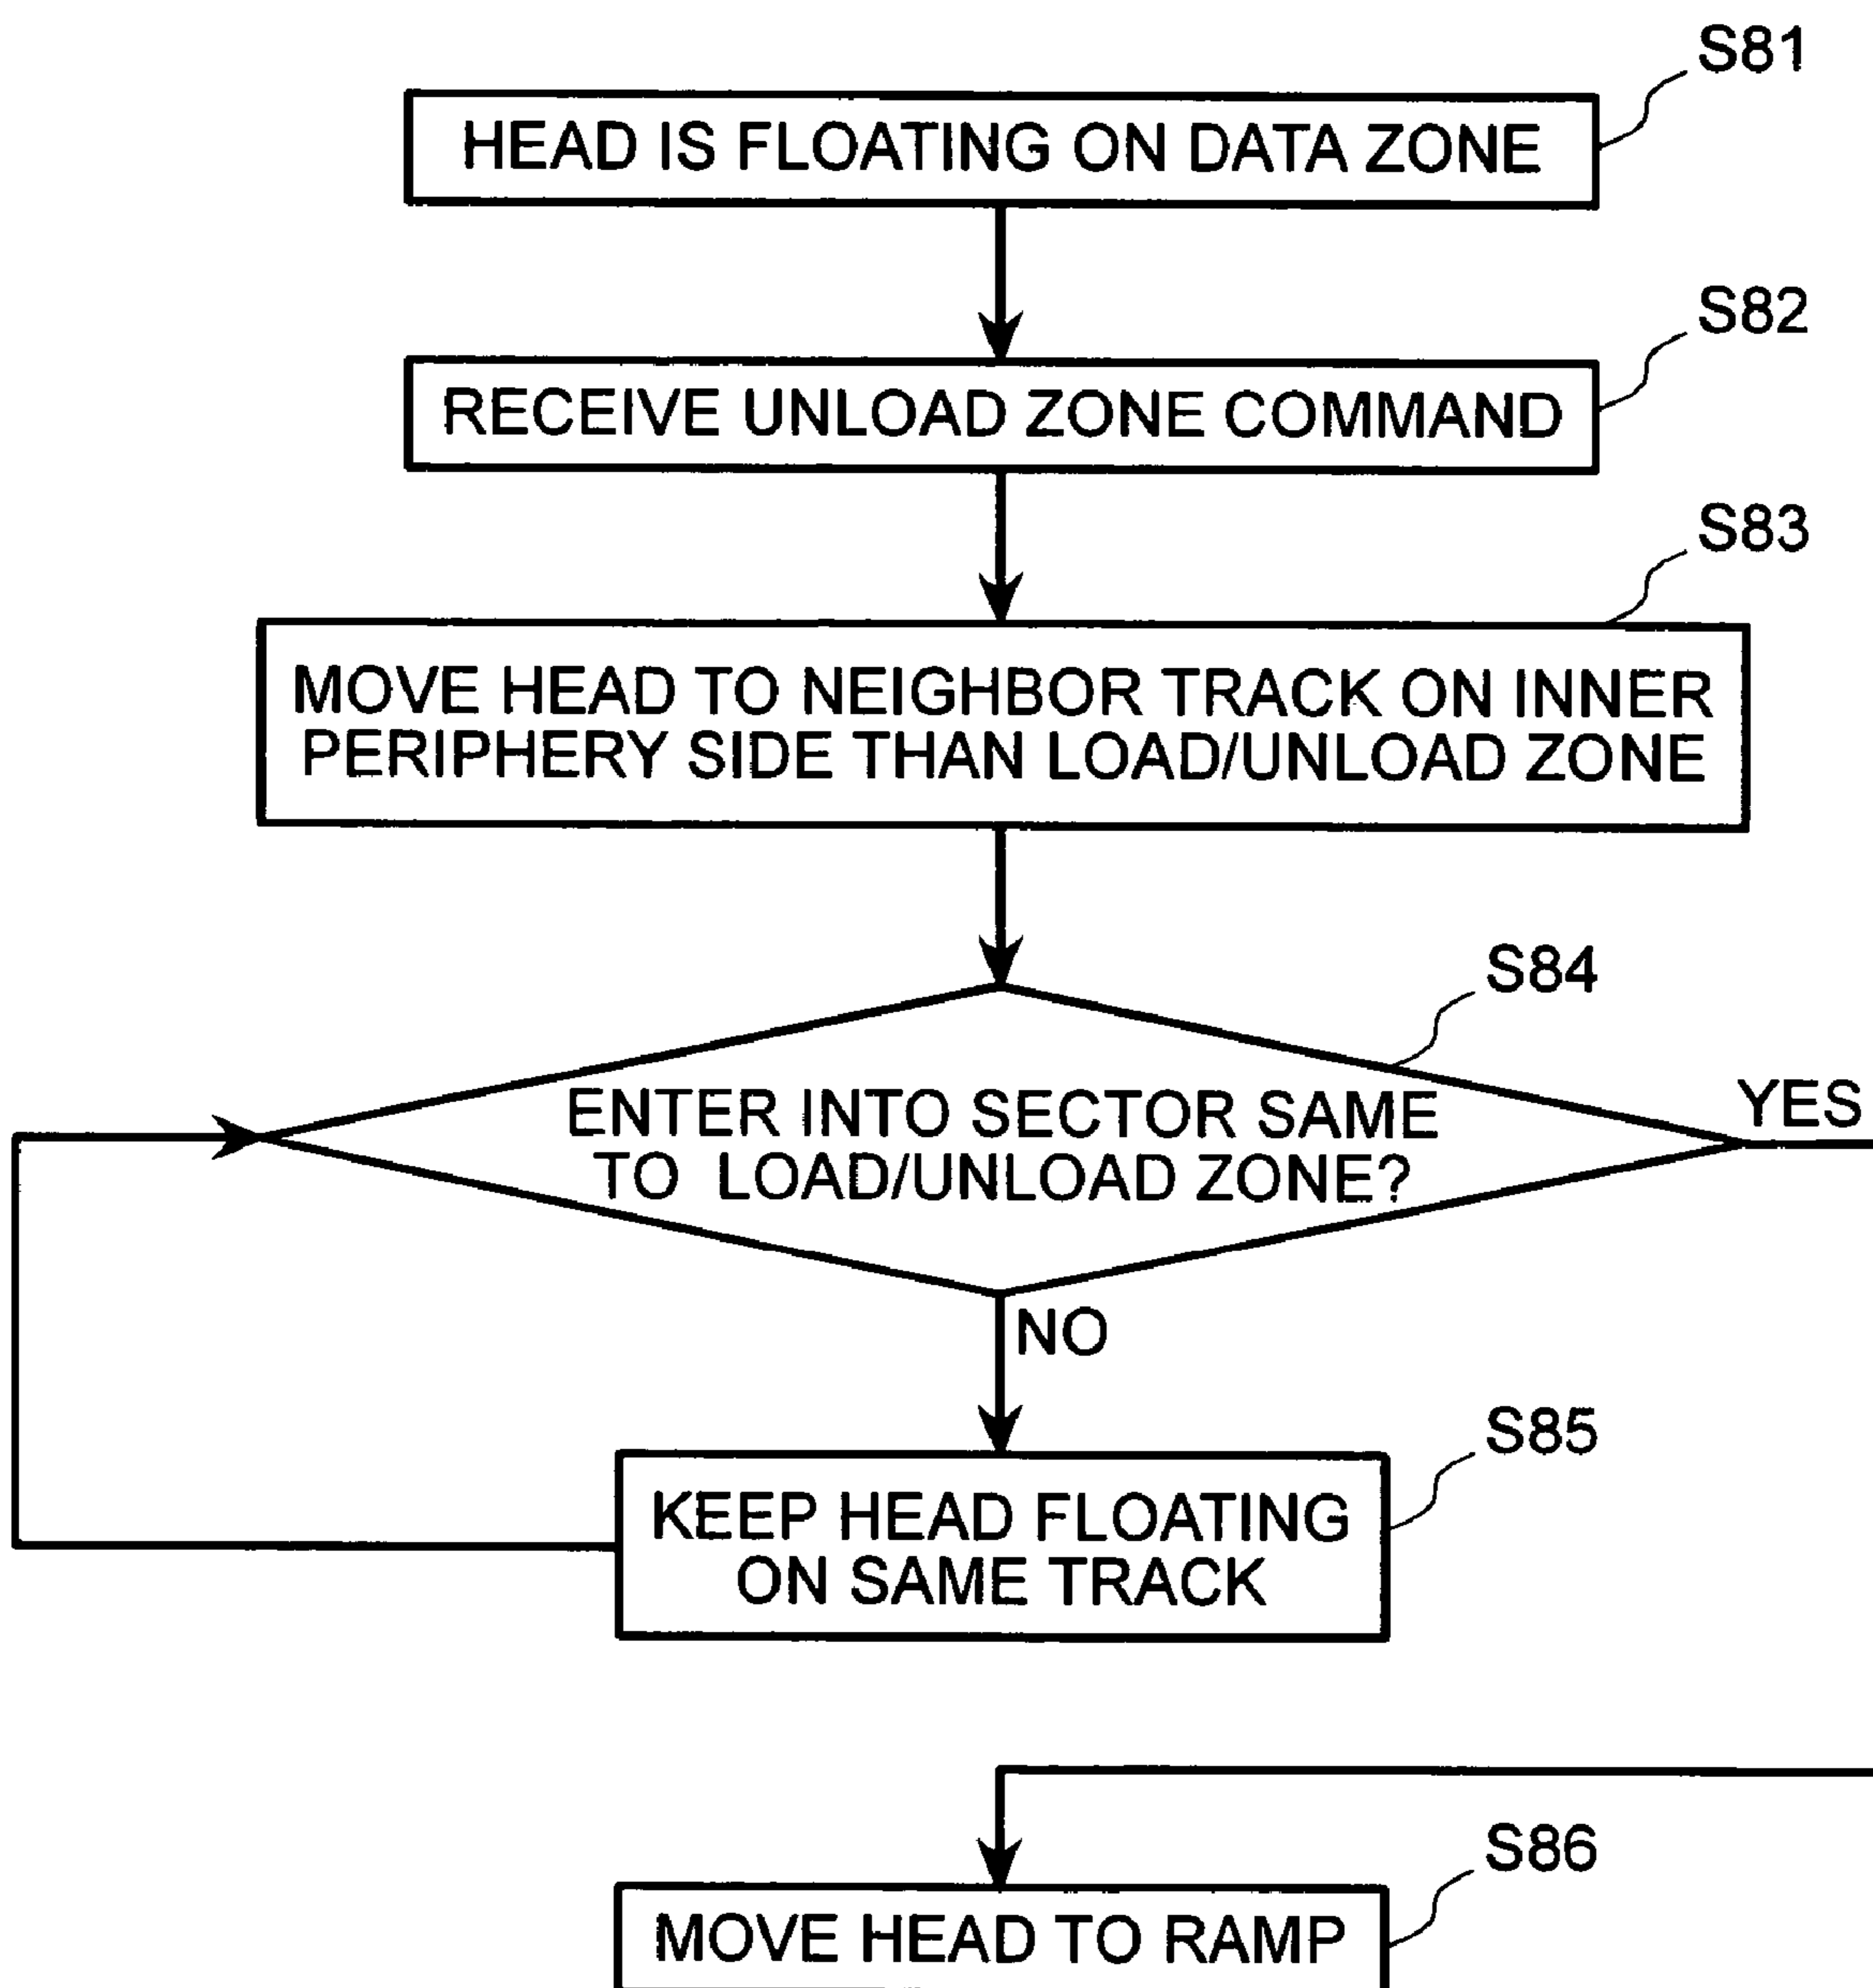 S81
HEAD IS FLOATING ON DATA ZONE
S82
RECEIVE UNLOAD ZONE COMMAND
S83
MOVE HEAD TO NEIGHBOR TRACK ON INNER
PERIPHERY SIDE THAN LOAD/UNLOAD ZONE
S84
ENTER INTO SECTOR SAME
TO LOAD/UNLOAD ZONE?
YES
NO
S85
KEEP HEAD FLOATING
ON SAME TRACK
S86
MOVE HEAD TO RAMP